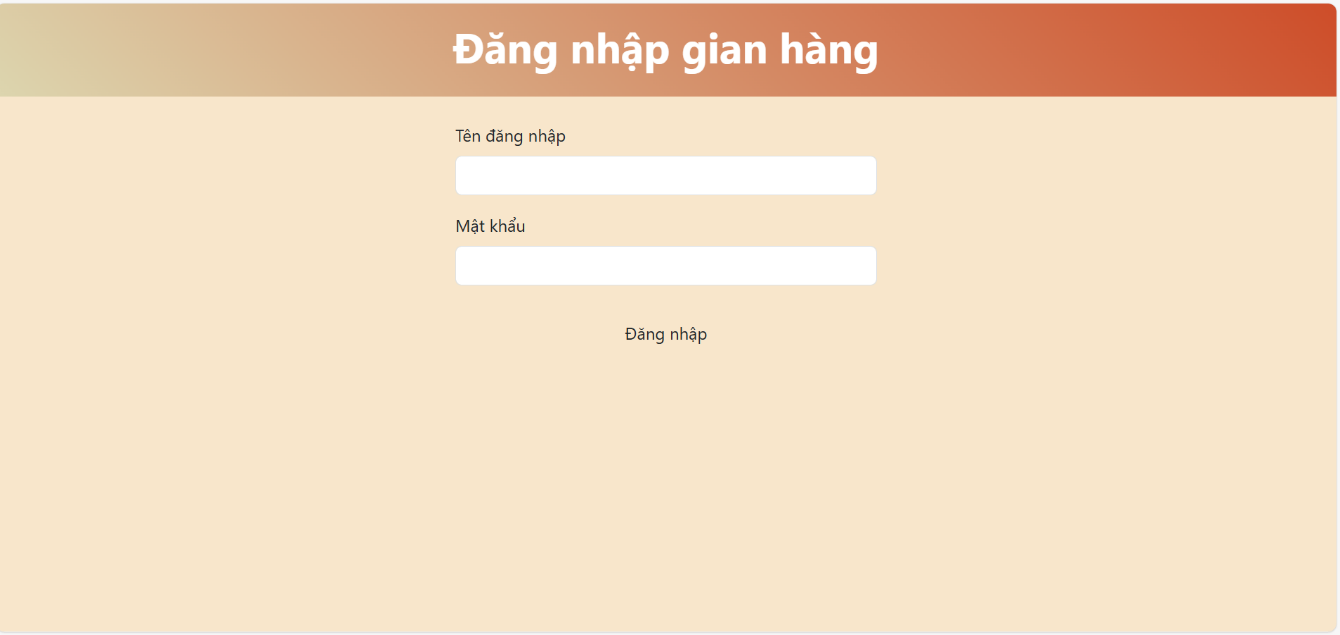 Đăng nhập gian hàng
Tên đăng nhập
Mật khẩu
Đăng nhập